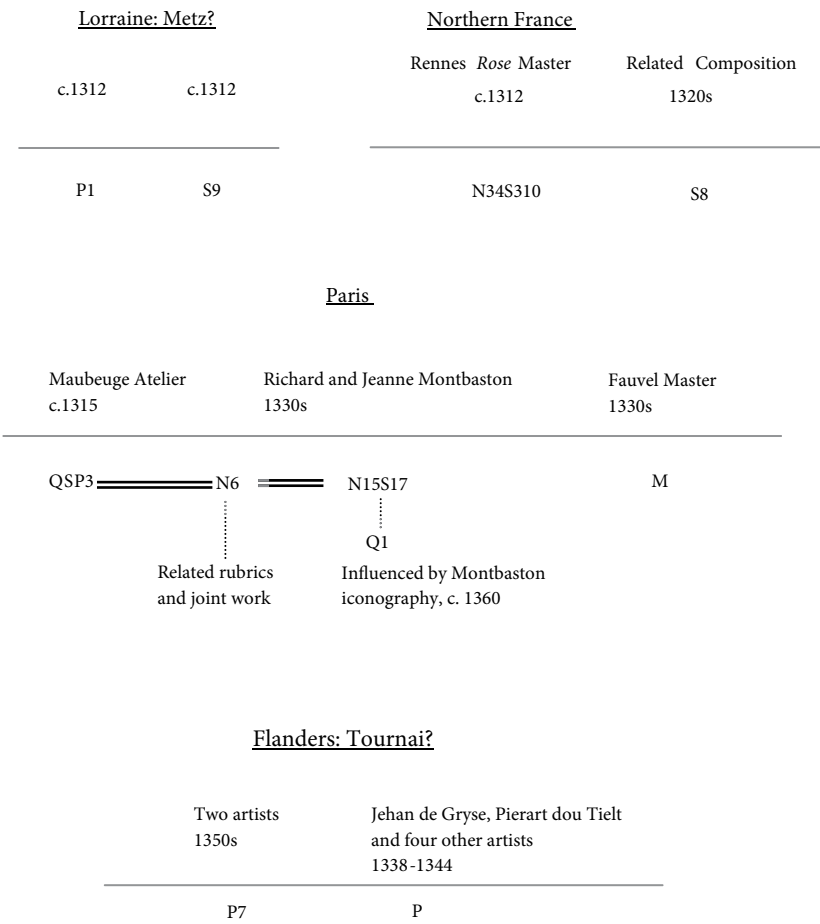 Lorraine: Metz?
c.1312 c.1312
P1 S9
Northern France
Rennes Rose Master Related Composition
c.1312 1320s
N34S310 S8
Paris
Maubeuge Atelier Richard and Jeanne Montbaston Fauvel Master
c.1315 1330s 1330s
QSP3 N6 N15S17 M
Q1
Related rubrics
and joint work
Influenced by Montbaston
iconography, c. 1360
Flanders: Tournai?
Two artists
1350s
Jehan de Gryse, Pierart dou Tielt
and four other artists
1338-1344
P7 P